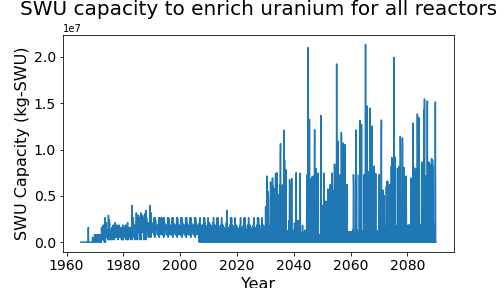 SWU capacity to enrich uranium for all reactors
1e7
2.0
1.5
1.0
0.5
0.0
SWU Capacity (kg-SWU)
1960 1980 2000 2020 2040 2060 2080
Year